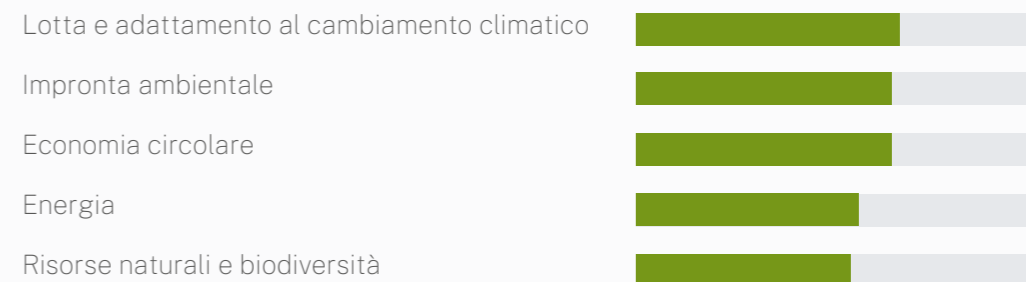 Lotta e adattamento al cambiamento climatico
Impronta ambientale
Economia circolare
Energia
Risorse naturali e biodiversità